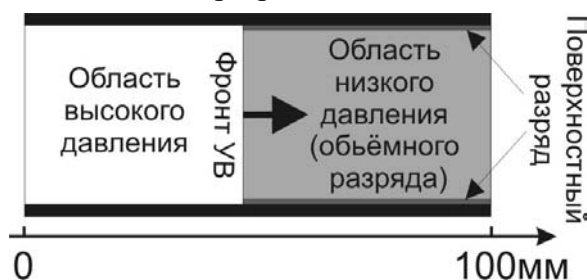 Область
высокого
давления
Фронт УВ
Область
низкого
давления
(обьёмного
разряда)
Поверхностный
разряд
0
100мм